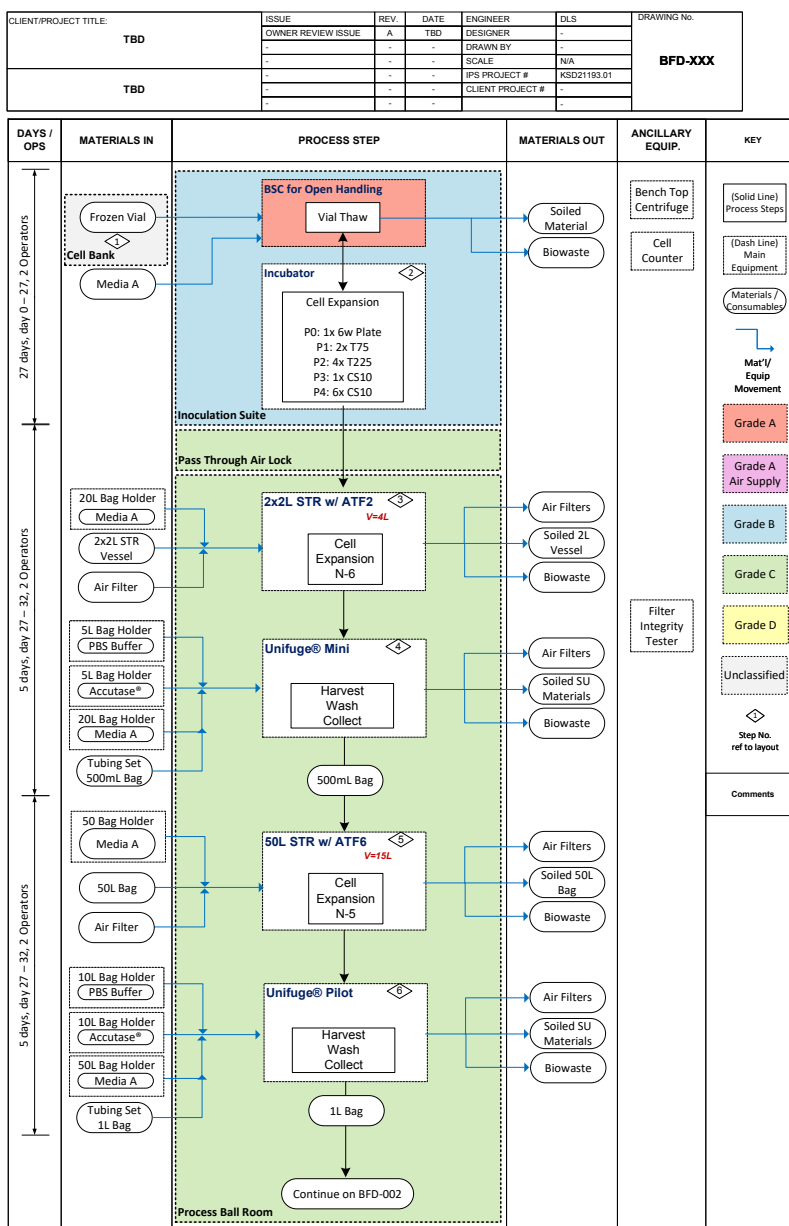 CLIENT/PROJECT TITLE:
TBD
TBD
ISSUE REV. DATE ENGINEER DLS
OWNER REVIEW ISSUE A TBD DESIGNER -
- - - DRAWN BY -
- - - SCALE N/A
- - - IPS PROJECT # KSD21193.01
- - - CLIENT PROJECT # -
- - - -
DRAWING No.
BFD-XXX
DAYS / OPS
MATERIALS IN
PROCESS STEP
MATERIALS OUT
ANCILLARY EQUIP.
KEY
27 days, day 0 – 27, 2 Operators
Frozen Vial
1
Cell Bank
Media A
BSC for Open Handling
Vial Thaw
Incubator
2
Cell Expansion
P0: 1x 6w Plate
P1: 2x T75
P2: 4x T225
P3: 1x CS10
P4: 6x CS10
Inoculation Suite
Soiled
Material
Biowaste
Bench Top
Centrifuge
Cell
Counter
Pass Through Air Lock
5 days, day 27 – 32, 2 Operators
20L Bag Holder
Media A
2x2L STR
Vessel
Air Filter
2x2L STR w/ ATF2
3
V=4L
Cell
Expansion
N-6
Air Filters
Soiled 2L
Vessel
Biowaste
5L Bag Holder
PBS Buffer
5L Bag Holder
Accutase®
20L Bag Holder
Media A
Tubing Set
500mL Bag
Unifuge® Mini
4
Harvest
Wash
Collect
500mL Bag
Air Filters
Soiled SU
Materials
Biowaste
Filter
Integrity
Tester
5 days, day 27 – 32, 2 Operators
50 Bag Holder
Media A
50L Bag
Air Filter
50L STR w/ ATF6
5
V=15L
Cell
Expansion
N-5
Air Filters
Soiled 50L
Bag
Biowaste
10L Bag Holder
PBS Buffer
10L Bag Holder
Accutase®
50L Bag Holder
Media A
Tubing Set
1L Bag
Unifuge® Pilot
6
Harvest
Wash
Collect
1L Bag
Continue on BFD-002
Process Ball Room
Air Filters
Soiled SU
Materials
Biowaste
(Solid Line)
Process Steps
(Dash Line)
Main
Equipment
Materials /
Consumables
Mat'l/
Equip
Movement
Grade A
Grade A
Air Supply
Grade B
Grade C
Grade D
Unclassified
1
Step No.
ref to layout
Comments